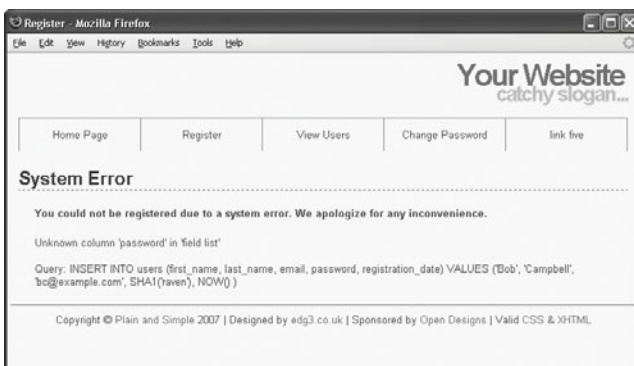 Register - Mozilla Firefox
File Edit View History Bookmarks Tools Help
Your Website
catchy slogan...
Home Page Register View Users Change Password link five
System Error
You could not be registered due to a system error. We apologize for any inconvenience.
Unknown column 'password' in 'field list'
Query: INSERT INTO users (first_name, last_name, email, password, registration_date) VALUES ('Bob', 'Campbell',
'bc@example.com', SHA1('raven'), NOW() )
Copyright © Plain and Simple 2007 | Designed by edg3.co.uk | Sponsored by Open Designs | Valid CSS & XHTML